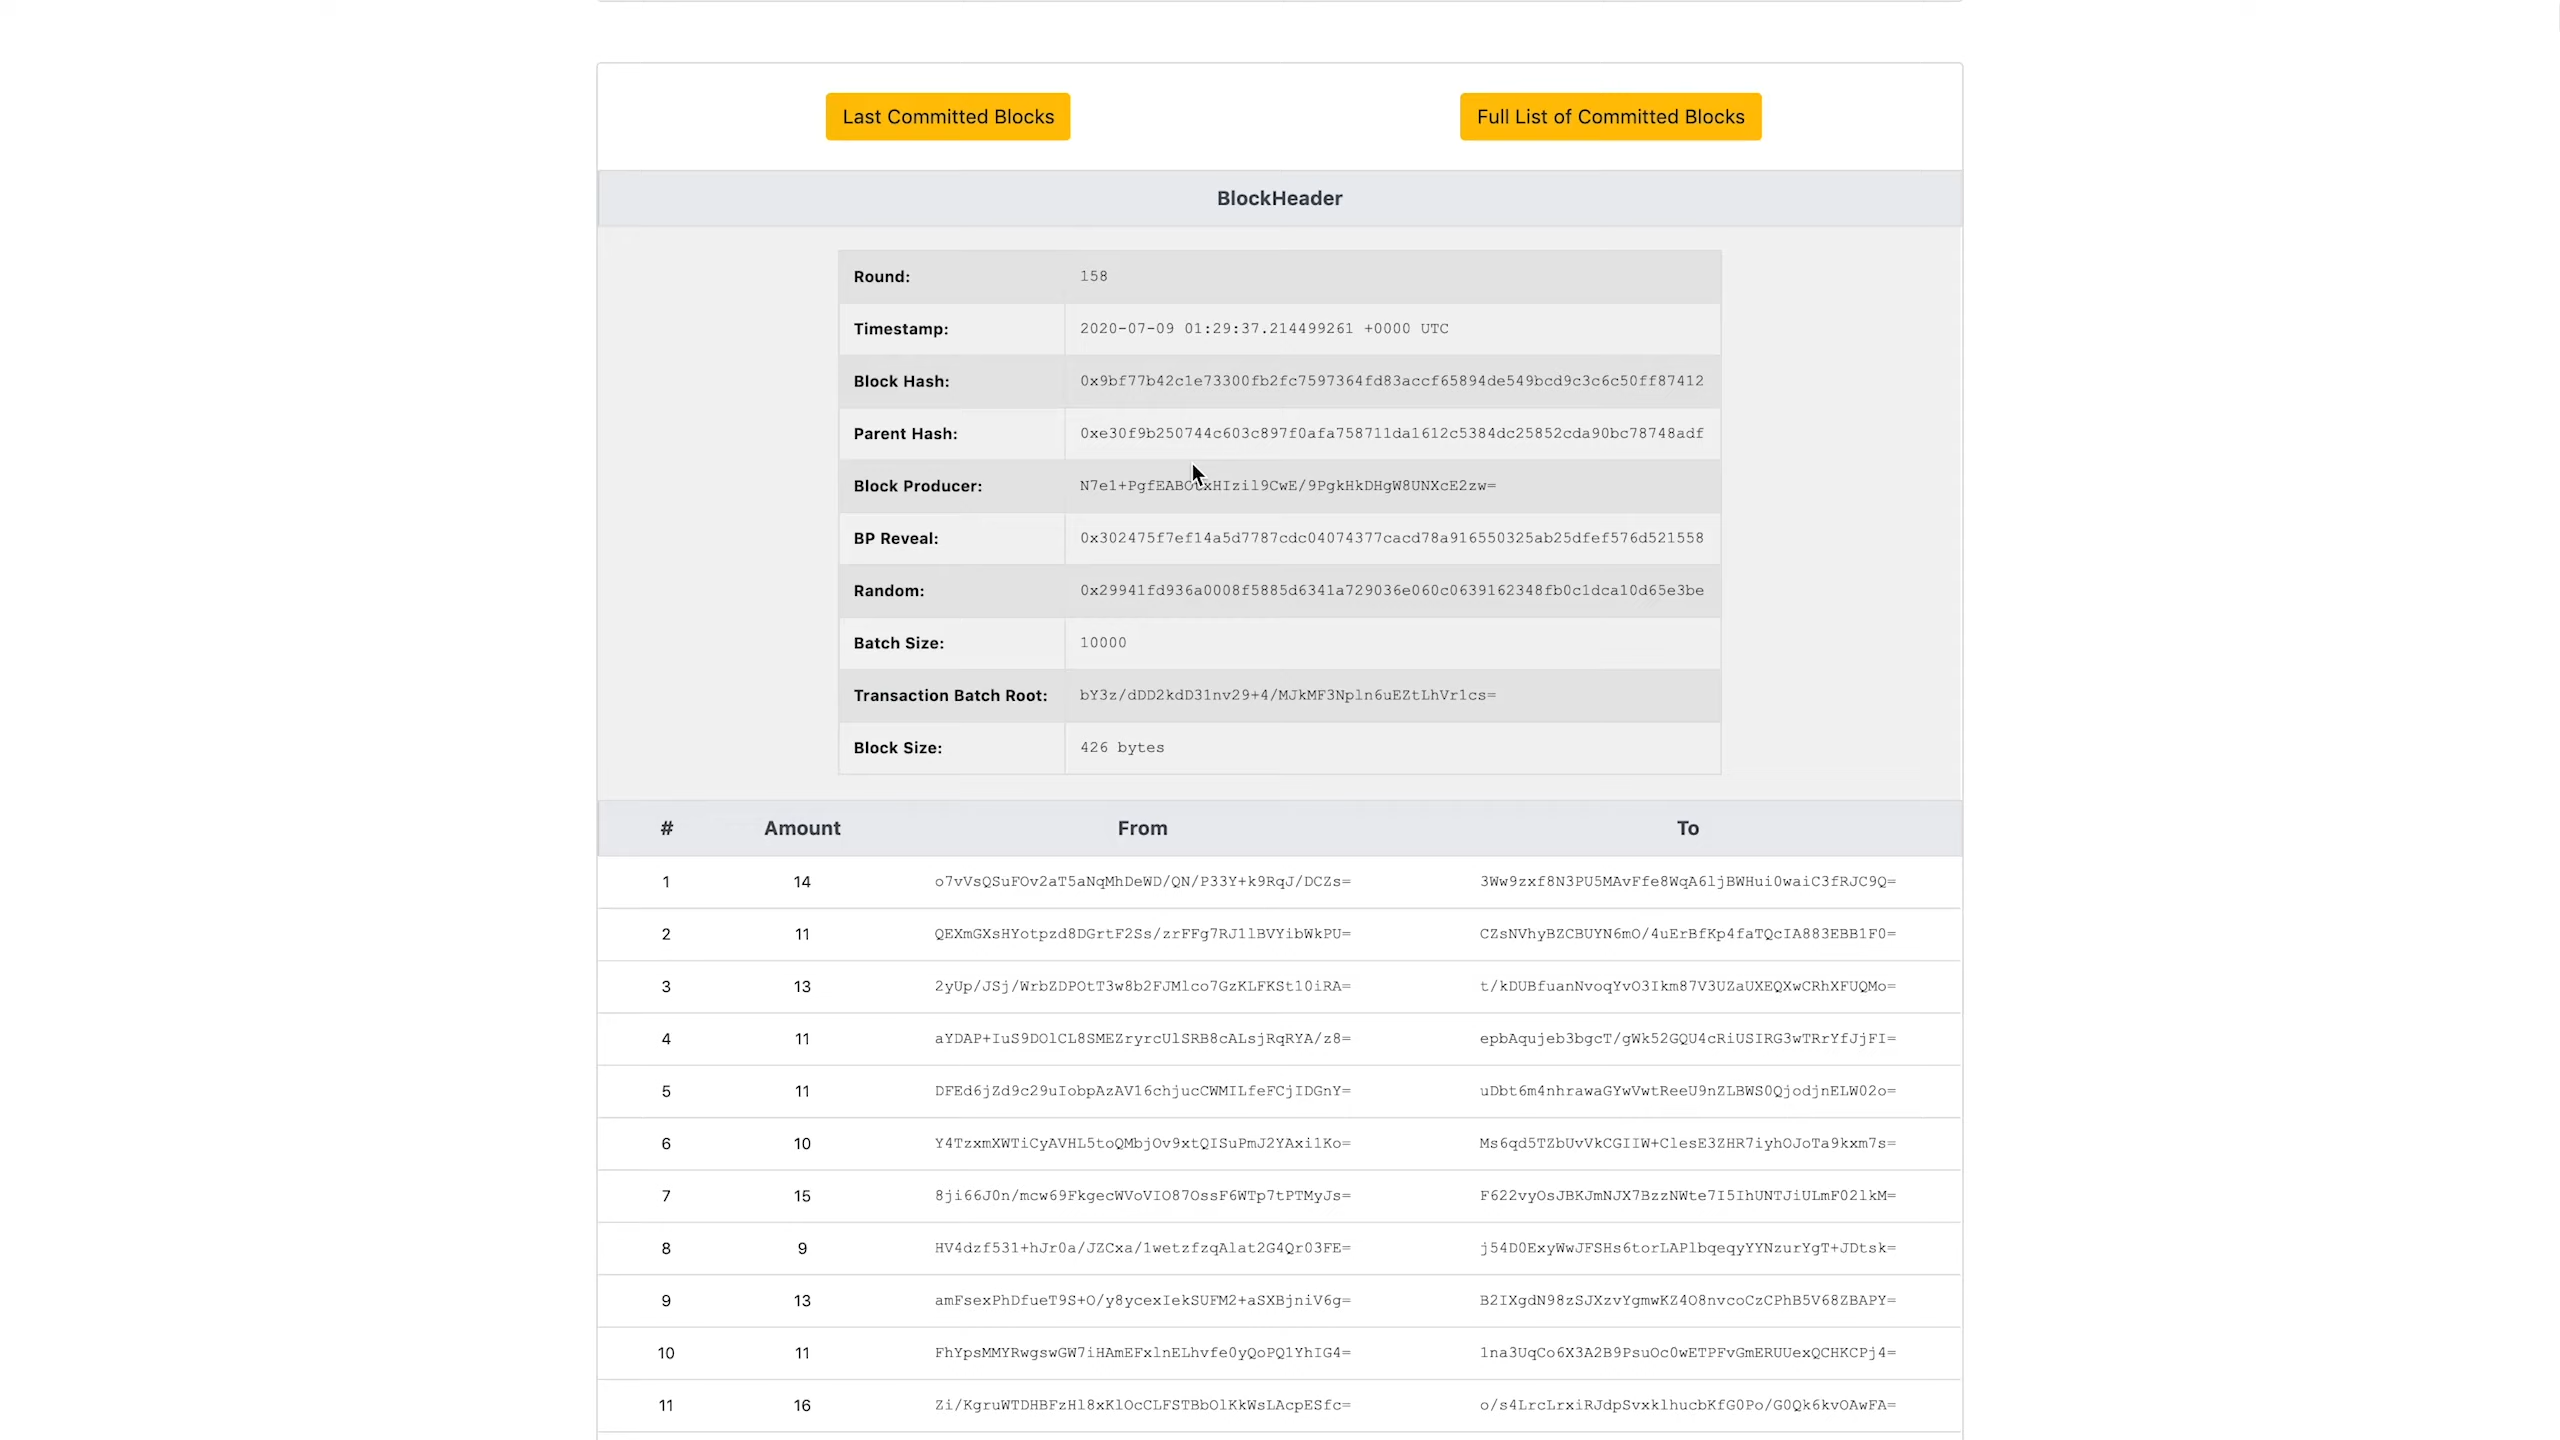 Last Committed Blocks Full List of Committed Blocks
BlockHeader
Round: 158
Timestamp: 2020-07-09 01:29:37.214499261 +0000 UTC
Block Hash: 0x9bf77b42c1e73300fb2fc7597364fd83accf65894de549bcd9c3c6c50ff87412
Parent Hash: 0xe30f9b250744c603c897f0afa758711da1612c5384dc25852cda90bc78748adf
Block Producer:
BP Reveal: 0x302475f7ef14a5d7787cdc04074377cacd78a916550325ab25dfef576d521558
Random: 0x29941fd936a0008f5885d6341a729036e060c0639162348fb0c1dca10d65e3be
Batch Size: 10000
Transaction Batch Root: bY3z/dDD2kdD31nv29+4/MJkMF3Npln6uEZtLhVr1cs=
Block Size: 426 bytes
# Amount From To
1 14 o7vVsQSuFOv2aT5aNqMhDeWD/QN/P33Y+k9RqJ/DCZs= 3Ww9zxf8N3PU5MAvFfe8WqA6ljBWHui0waiC3fRJC9Q=
2 11 QEXmGXsHYotpzd8DGrtF2Ss/zrFFg7RJ1lBVYibWkPU= CZsNVhyBZCBUYN6mO/4uErBfKp4faTQcIA883EBB1F0=
3 13 2yUp/JSj/WrbZDPOtT3w8b2FJMlco7GzKLFKSt10iRA= t/kDUBfuanNvoqYvO3Ikm87V3UZaUXEQXwCRhXFUQMo=
4 11 aYDAP+IuS9DOlCL8SMEZryrcUlSRB8cALsjRqRYA/z8= epbAqujeb3bgcT/gWk52GQU4cRiUSIRG3wTRrYfJjFI=
5 11 DFEd6jZd9c29uIobpAzAV16chjucCWMILfeFCjIDGnY= uDbt6m4nhrawaGYwVwtReeU9nZLBWS0QjodjnELW02o=
6 10 Y4TzxmXWTiCyAVHL5toQMbjOv9xtQISuPmJ2YAxi1Ko= Ms6qd5TZbUvVkCGIIW+ClesE3ZHR7iyhOJoTa9kxm7s=
7 15 8ji66J0n/mcw69FkgecWVoVIO87OssF6WTp7tPTMyJs= F622vyOsJBKJmNJX7BzzNWte7I5IhUNTJiULmF02lkM=
8 9 HV4dzf531+hJr0a/JZCxa/1wetzfzqAlat2G4Qr03FE= j54D0ExyWwJFSHs6torLAPlbqeqyYYNzurYgT+JDtsk=
9 13 amFsexPhDfueT9S+O/y8ycexIekSUFM2+aSXBjniV6g= B2IXgdN98zSJXzvYgmwKZ4O8nvcoCzCPhB5V68ZBAPY=
10 11 FhYpsMMYRwgswGW7iHAmEFxlnELhvfe0yQoPQ1YhIG4= 1na3UqCo6X3A2B9PsuOc0wETPFvGmERUUexQCHKCPj4=
11 16 Zi/KgruWTDHBFzHl8xKlOcCLFSTBbOlKkWsLAcpESfc= o/s4LrcLrxiRJdpSvxklhucbKfG0Po/G0Qk6kvOAwFA=